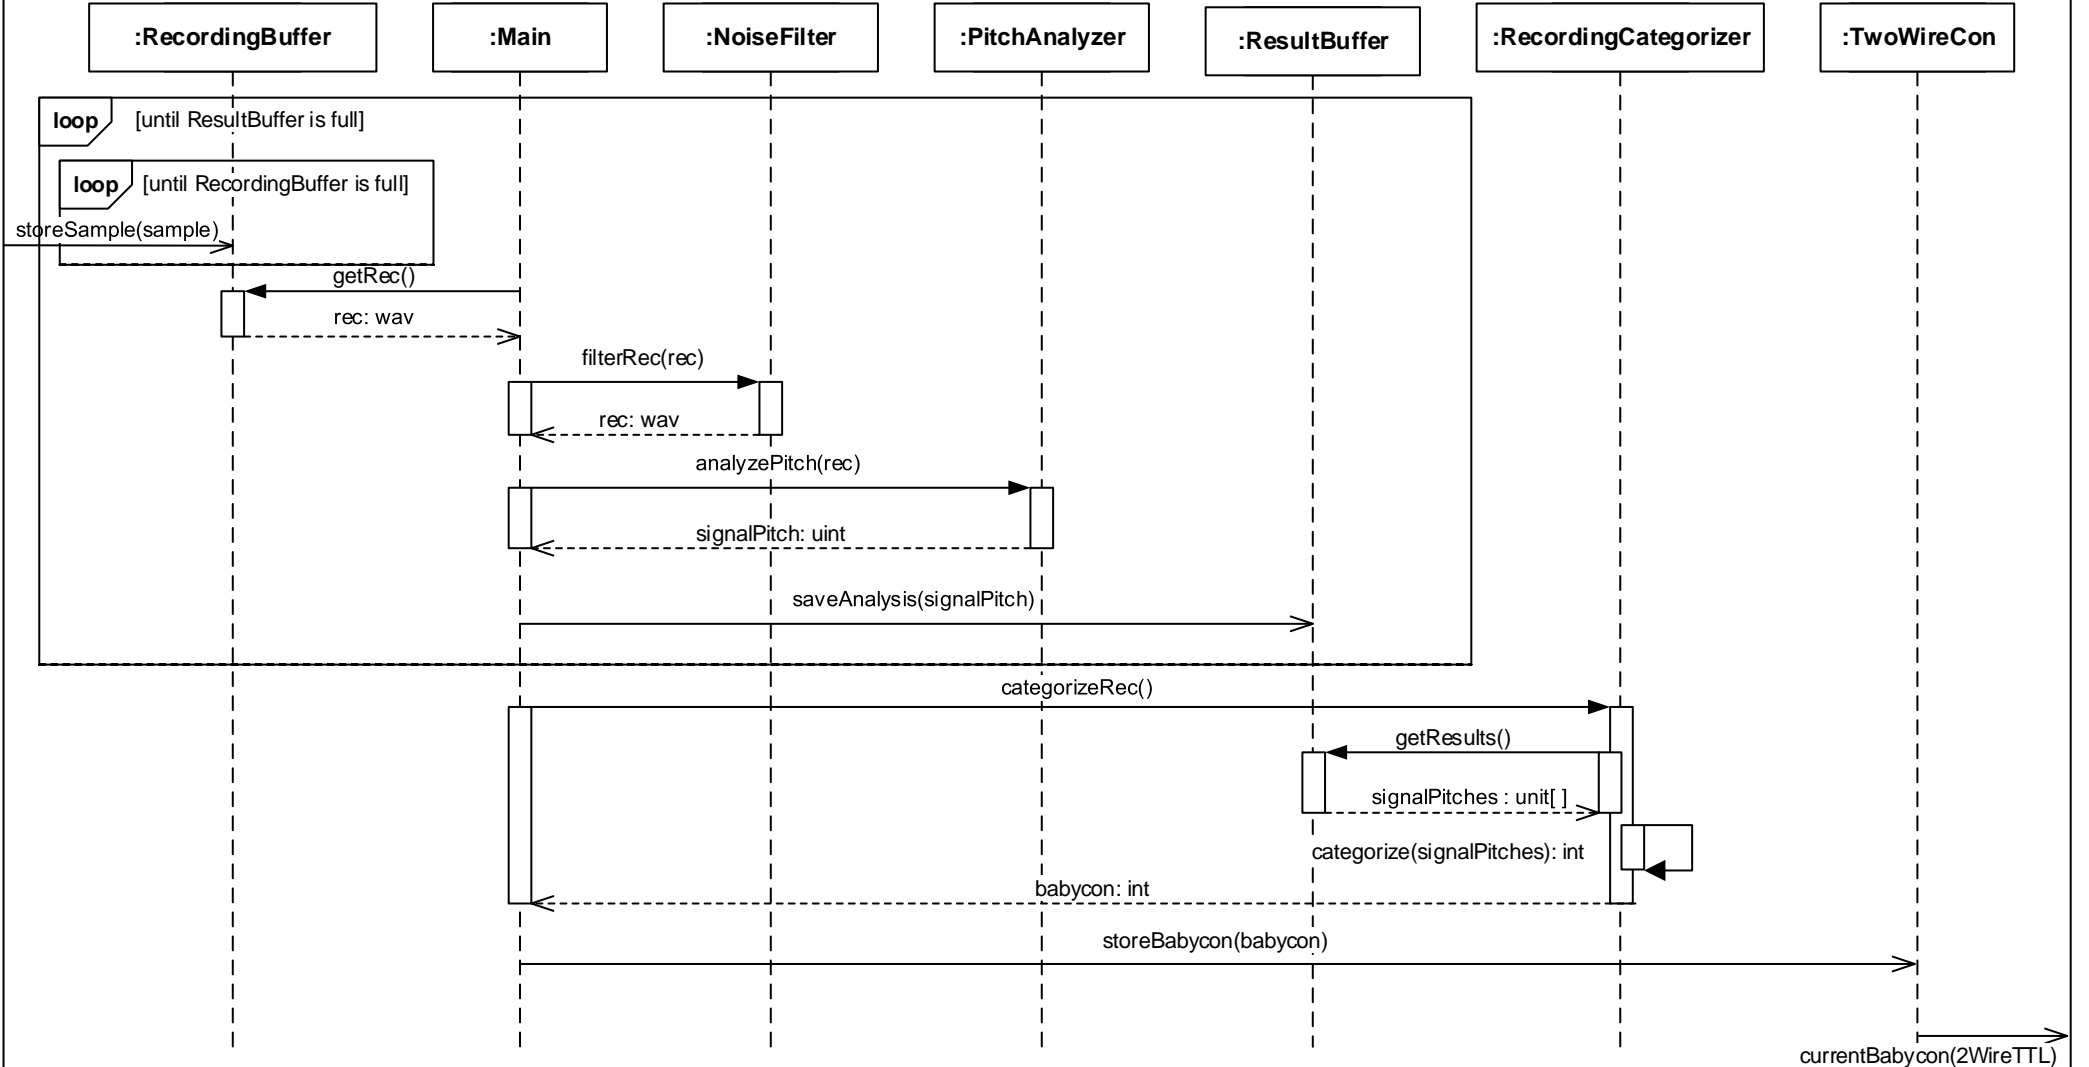 :RecordingBuffer
:Main
:NoiseFilter
:PitchAnalyzer
:ResultBuffer
:RecordingCategorizer
:TwoWireCon
loop [until ResultBuffer is full]
loop [until RecordingBuffer is full]
storeSample(sample)
getRec()
rec: wav
filterRec(rec)
rec: wav
analyzePitch(rec)
signalPitch: uint
saveAnalysis(signalPitch)
categorizeRec()
getResults()
signalPitches : unit[ ]
categorize(signalPitches): int
babycon: int
storeBabycon(babycon)
currentBabycon(2WireTTL)